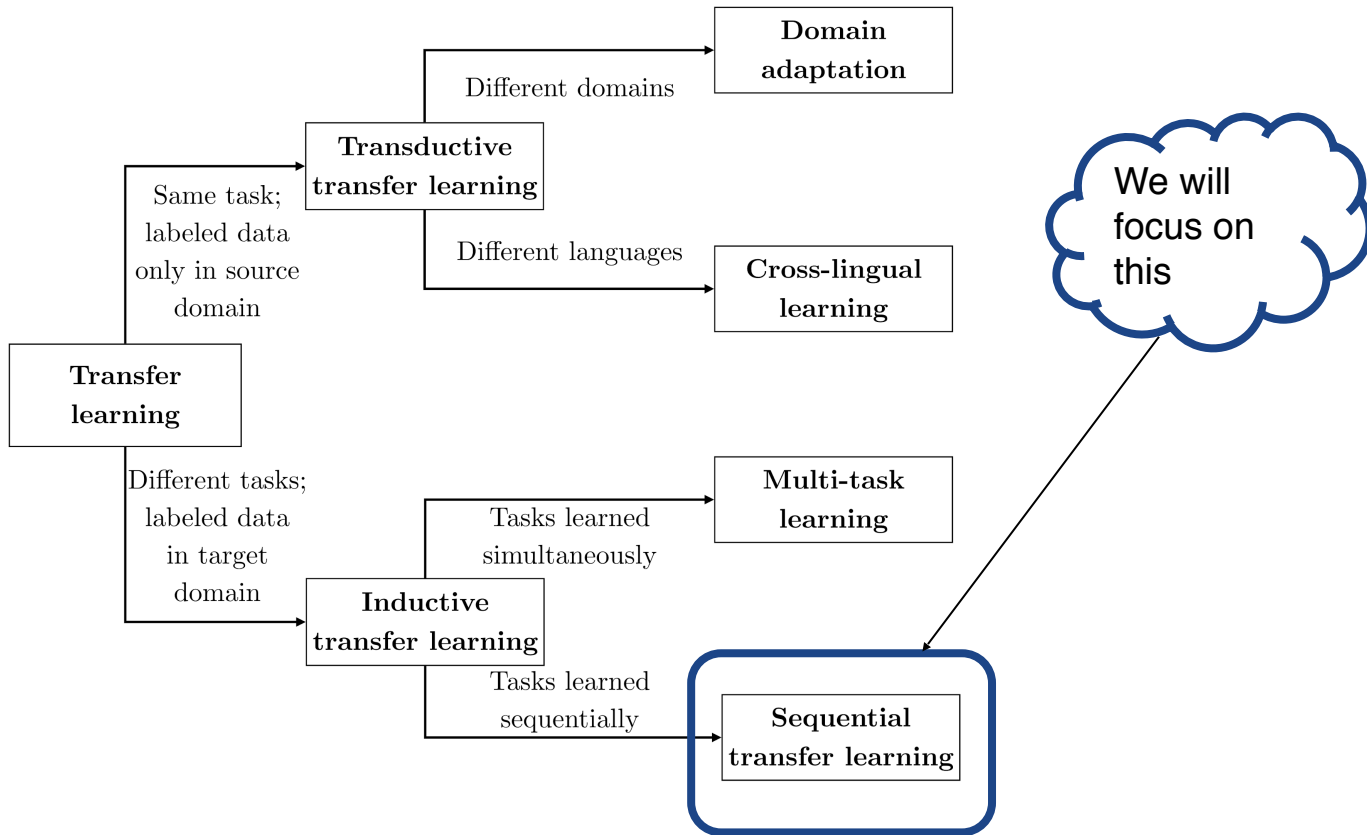 Domain
adaptation
Different domains
Transductive
transfer learning
Same task;
labeled data
only in source
domain
Different languages
Cross-lingual
learning
We will
focus on
this
Transfer
learning
Different tasks;
labeled data
in target
domain
Multi-task
learning
Tasks learned
simultaneously
Inductive
transfer learning
Tasks learned
sequentially
Sequential
transfer learning